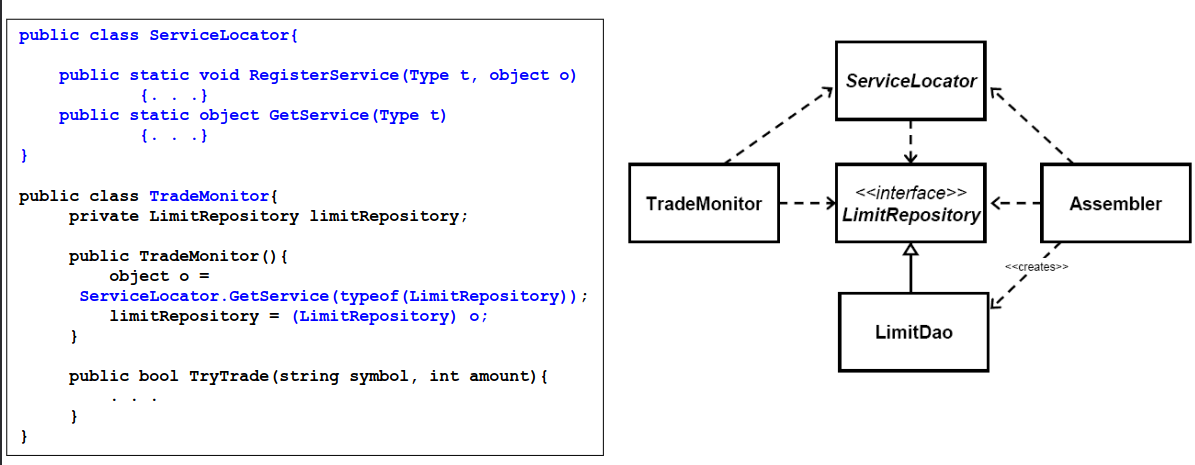 public class ServiceLocator{
public static void RegisterService(Type t, object o)
{. . .}
public static object GetService(Type t)
{. . .}
}
public class TradeMonitor{
private LimitRepository limitRepository;
public TradeMonitor(){
object o =
ServiceLocator.GetService(typeof(LimitRepository));
limitRepository = (LimitRepository) o;
}
public bool TryTrade(string symbol, int amount){
. . .
}
}
ServiceLocator
TradeMonitor
<<interface>>
LimitRepository
Assembler
<<creates>>
LimitDao